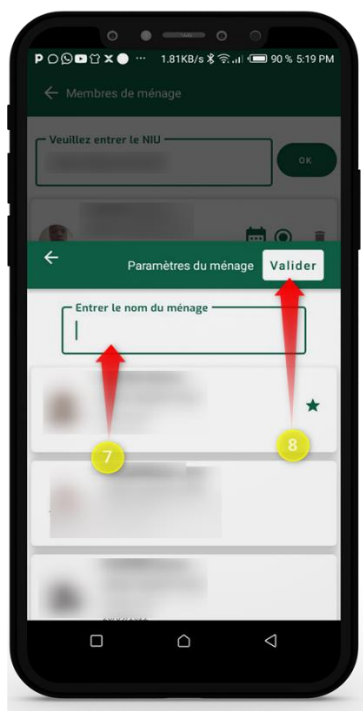 1.81KB/s 90 % 5:19 PM
Membres de ménage
Veuillez entrer le NIU
OK
Paramètres du ménage Valider
Entrer le nom du ménage
7
8